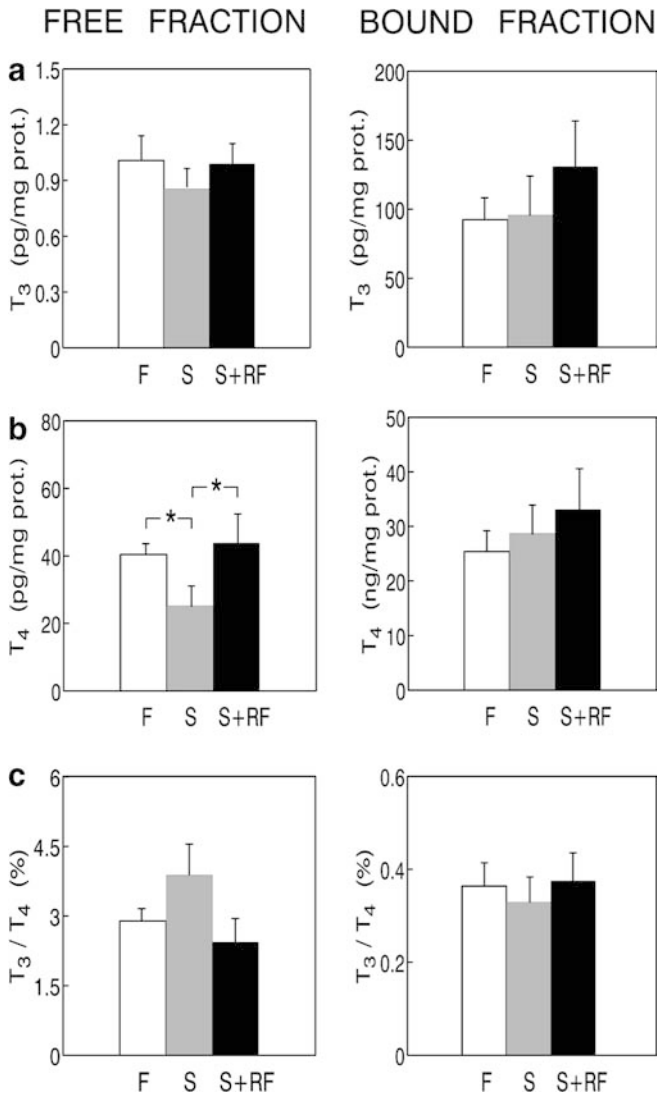 FREE FRACTION BOUND FRACTION
a
T3 (pg/mg prot.)
1.5
1.2
0.9
0.6
0.3
0
F S S+RF
T3 (pg/mg prot.)
200
150
100
50
0
F S S+RF
b
T4 (pg/mg prot.)
80
60
40
20
0
* *
F S S+RF
T4 (ng/mg prot.)
50
40
30
20
10
0
F S S+RF
c
T3 / T4 (%)
6
4.5
3
1.5
0
F S S+RF
T3 / T4 (%)
0.6
0.4
0.2
0
F S S+RF